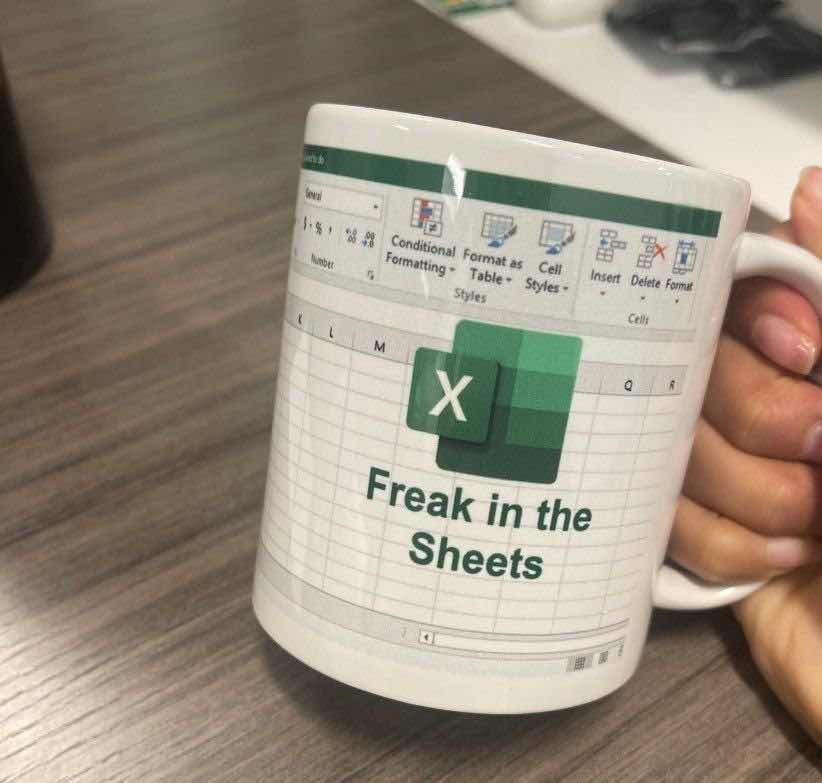 General
$ - % ,
Number
Conditional
Formatting
Format as
Table
Cell
Styles
Styles
Insert
Delete
Format
Cells
K L M Q R
X
Freak in the
Sheets